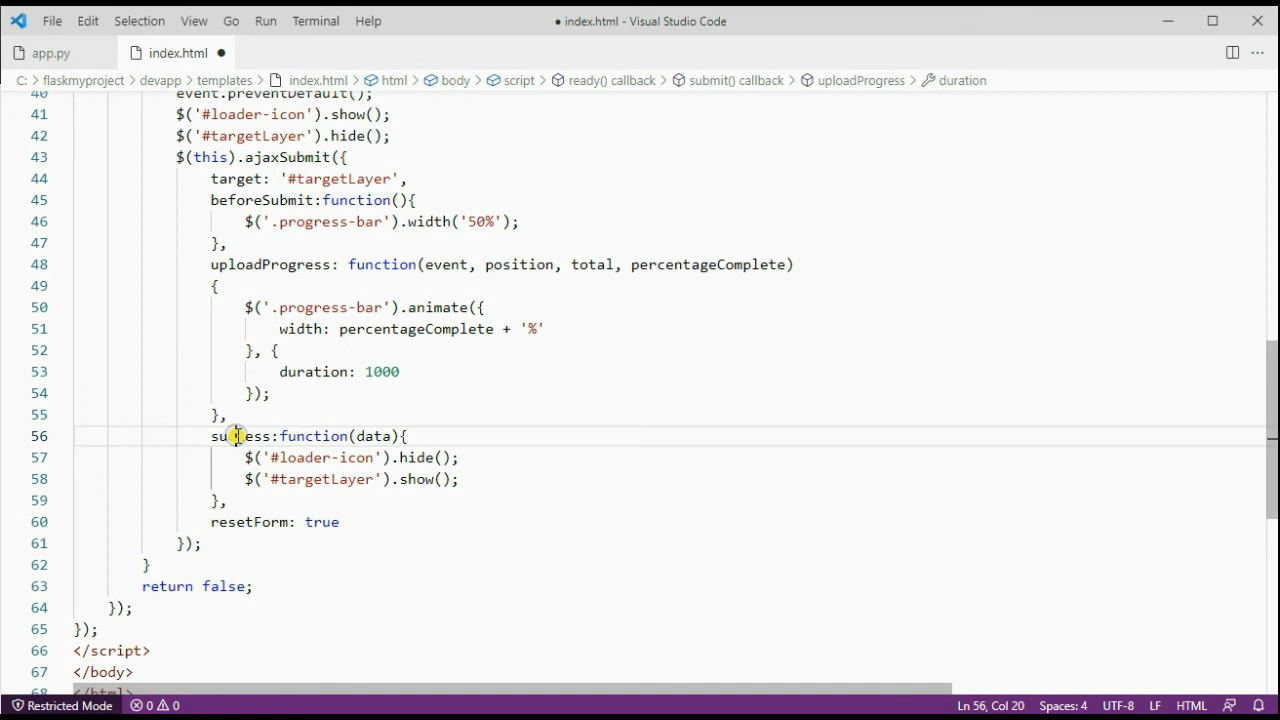 File Edit Selection View Go Run Terminal Help ● index.html - Visual Studio Code
app.py index.html ●
C: > flaskmyproject > devapp > templates > index.html > html > body > script > ready() callback > submit() callback > uploadProgress > duration
40 event.preventDefault();
41 $('#loader-icon').show();
42 $('#targetLayer').hide();
43 $(this).ajaxSubmit({
44 target: '#targetLayer',
45 beforeSubmit:function(){
46 $('.progress-bar').width('50%');
47 },
48 uploadProgress: function(event, position, total, percentageComplete)
49 {
50 $('.progress-bar').animate({
51 width: percentageComplete + '%'
52 }, {
53 duration: 1000
54 });
55 },
56 success:function(data){
57 $('#loader-icon').hide();
58 $('#targetLayer').show();
59 },
60 resetForm: true
61 });
62 }
63 return false;
64 });
65 });
66 </script>
67 </body>
68 </html>
Restricted Mode 0 0 Ln 56, Col 20 Spaces: 4 UTF-8 LF HTML